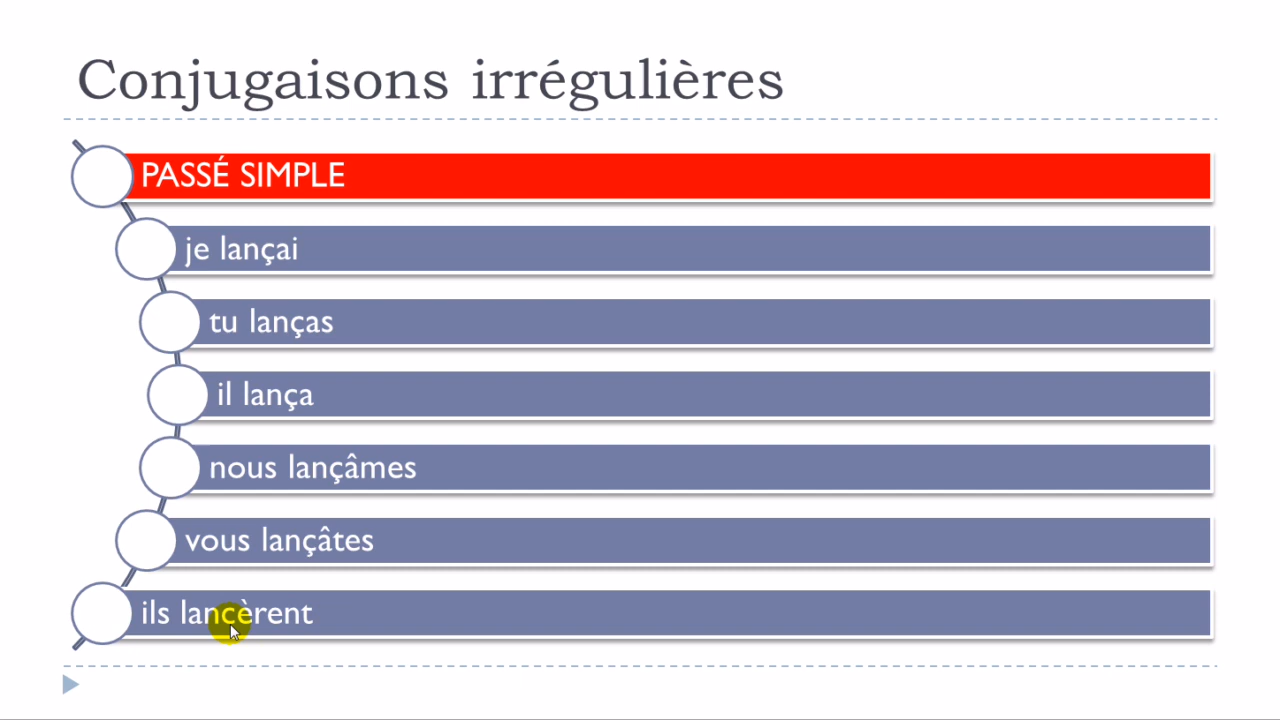 Conjugaisons irrégulières
PASSÉ SIMPLE
je lançai
tu lanças
il lança
nous lançâmes
vous lançâtes
ils lancèrent